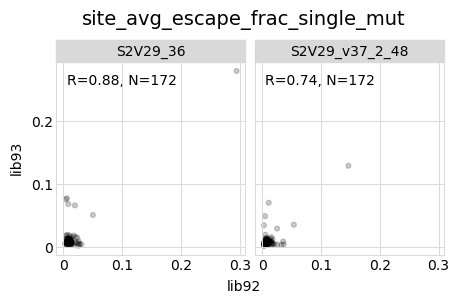 site_avg_escape_frac_single_mut
S2V29_36
S2V29_v37_2_48
R=0.88, N=172
R=0.74, N=172
lib93
0.2
0.1
0
0
0.1
0.2
0.3
0
0.1
0.2
0.3
lib92